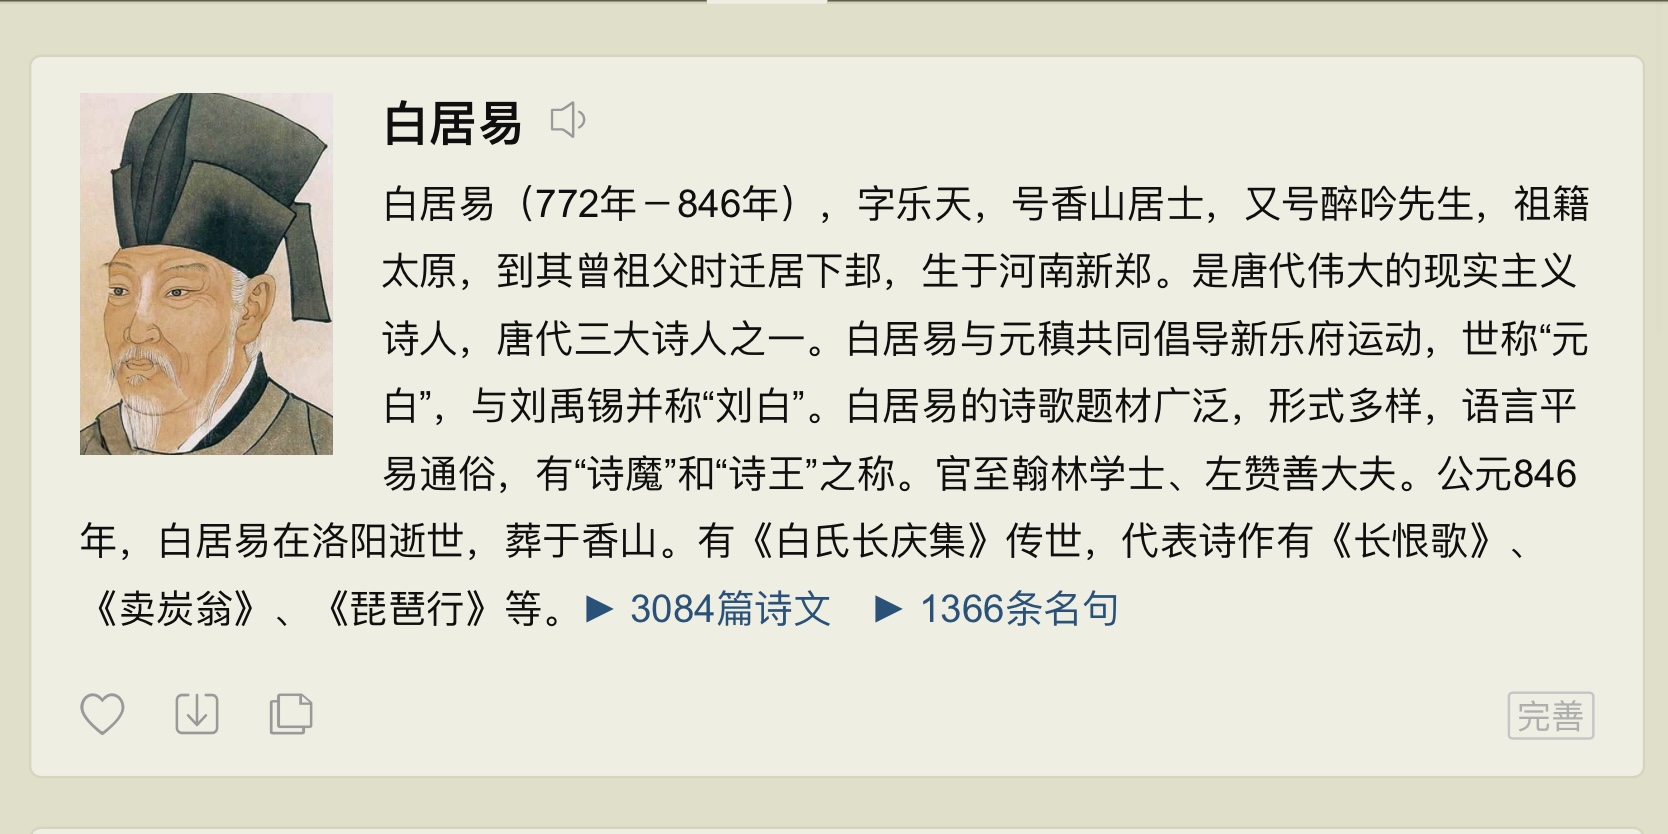 白居易
白居易（772年－846年），字乐天，号香山居士，又号醉吟先生，祖籍
太原，到其曾祖父时迁居下邽，生于河南新郑。是唐代伟大的现实主义
诗人，唐代三大诗人之一。白居易与元稹共同倡导新乐府运动，世称“元
白”，与刘禹锡并称“刘白”。白居易的诗歌题材广泛，形式多样，语言平
易通俗，有“诗魔”和“诗王”之称。官至翰林学士、左赞善大夫。公元846
年，白居易在洛阳逝世，葬于香山。有《白氏长庆集》传世，代表诗作有《长恨歌》、
《卖炭翁》、《琵琶行》等。► 3084篇诗文 ► 1366条名句
完善